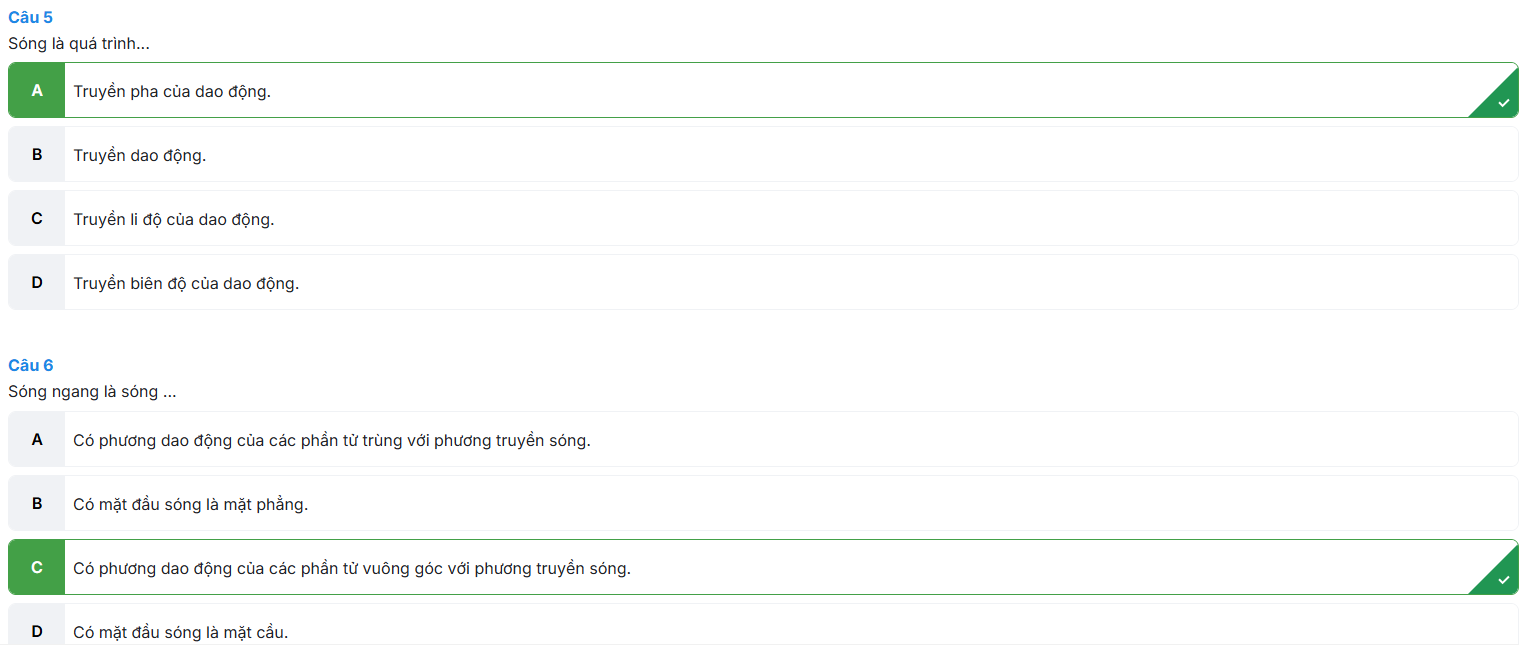 Câu 5
Sóng là quá trình...
A Truyền pha của dao động.
B Truyền dao động.
C Truyền li độ của dao động.
D Truyền biên độ của dao động.
Câu 6
Sóng ngang là sóng ...
A Có phương dao động của các phần tử trùng với phương truyền sóng.
B Có mặt đầu sóng là mặt phẳng.
C Có phương dao động của các phần tử vuông góc với phương truyền sóng.
D Có mặt đầu sóng là mặt cầu.